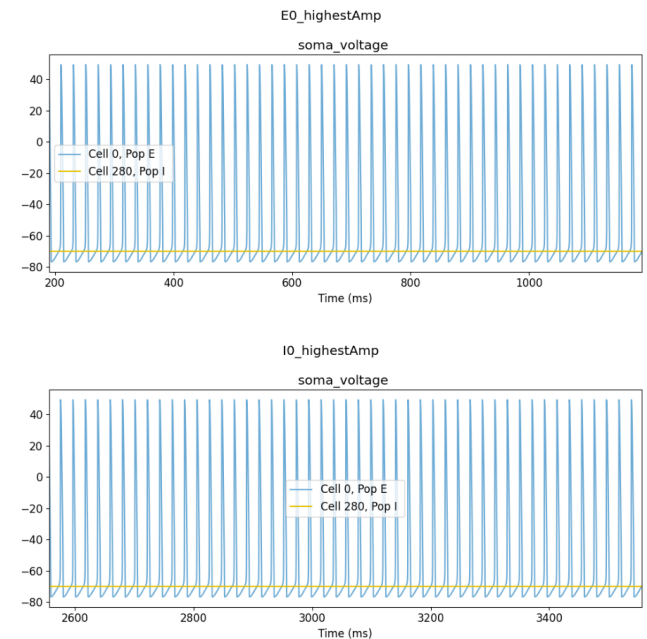 E0_highestAmp
soma_voltage
40
20
0
−20
−40
−60
−80
Cell 0, Pop E
Cell 280, Pop I
200 400 600 800 1000
Time (ms)
I0_highestAmp
soma_voltage
40
20
0
−20
−40
−60
−80
Cell 0, Pop E
Cell 280, Pop I
2600 2800 3000 3200 3400
Time (ms)